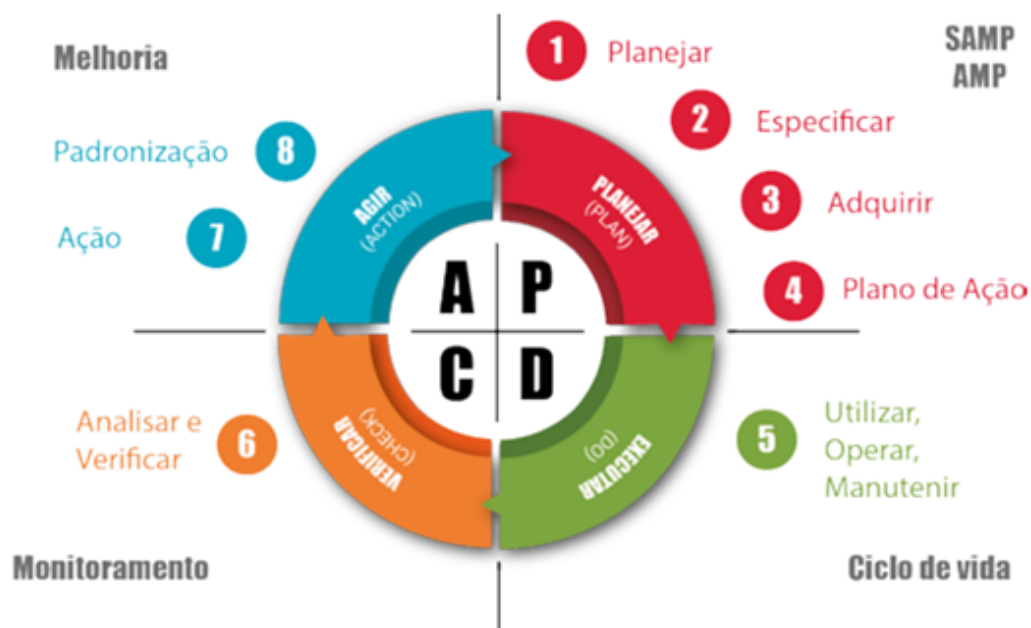 Melhoria
SAMP
AMP
1 Planejar
2 Especificar
3 Adquirir
4 Plano de Ação
Padronização 8
Ação 7
AGIR
(ACTION)
PLANEJAR
(PLAN)
A P
C D
VERIFICAR
(CHECK)
EXECUTAR
(DO)
Analisar e
Verificar
6
5
Utilizar,
Operar,
Manutenir
Monitoramento
Ciclo de vida